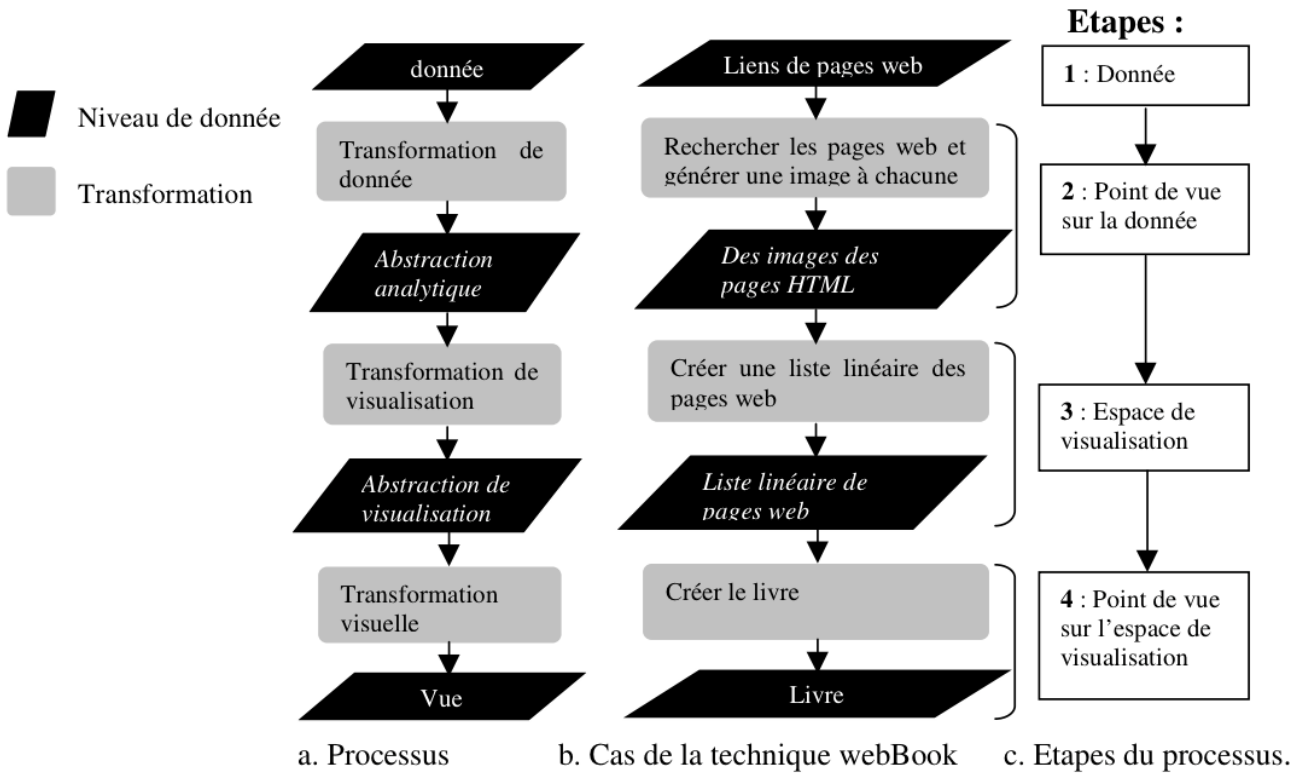 Niveau de donnée
Transformation
donnée
Transformation de
donnée
Abstraction
analytique
Transformation de
visualisation
Abstraction de
visualisation
Transformation
visuelle
Vue
a. Processus
Liens de pages web
Rechercher les pages web et
générer une image à chacune
Des images des
pages HTML
Créer une liste linéaire des
pages web
Liste linéaire de
pages web
Créer le livre
Livre
b. Cas de la technique webBook
Etapes :
1 : Donnée
2 : Point de vue
sur la donnée
3 : Espace de
visualisation
4 : Point de vue
sur l’espace de
visualisation
c. Etapes du processus.